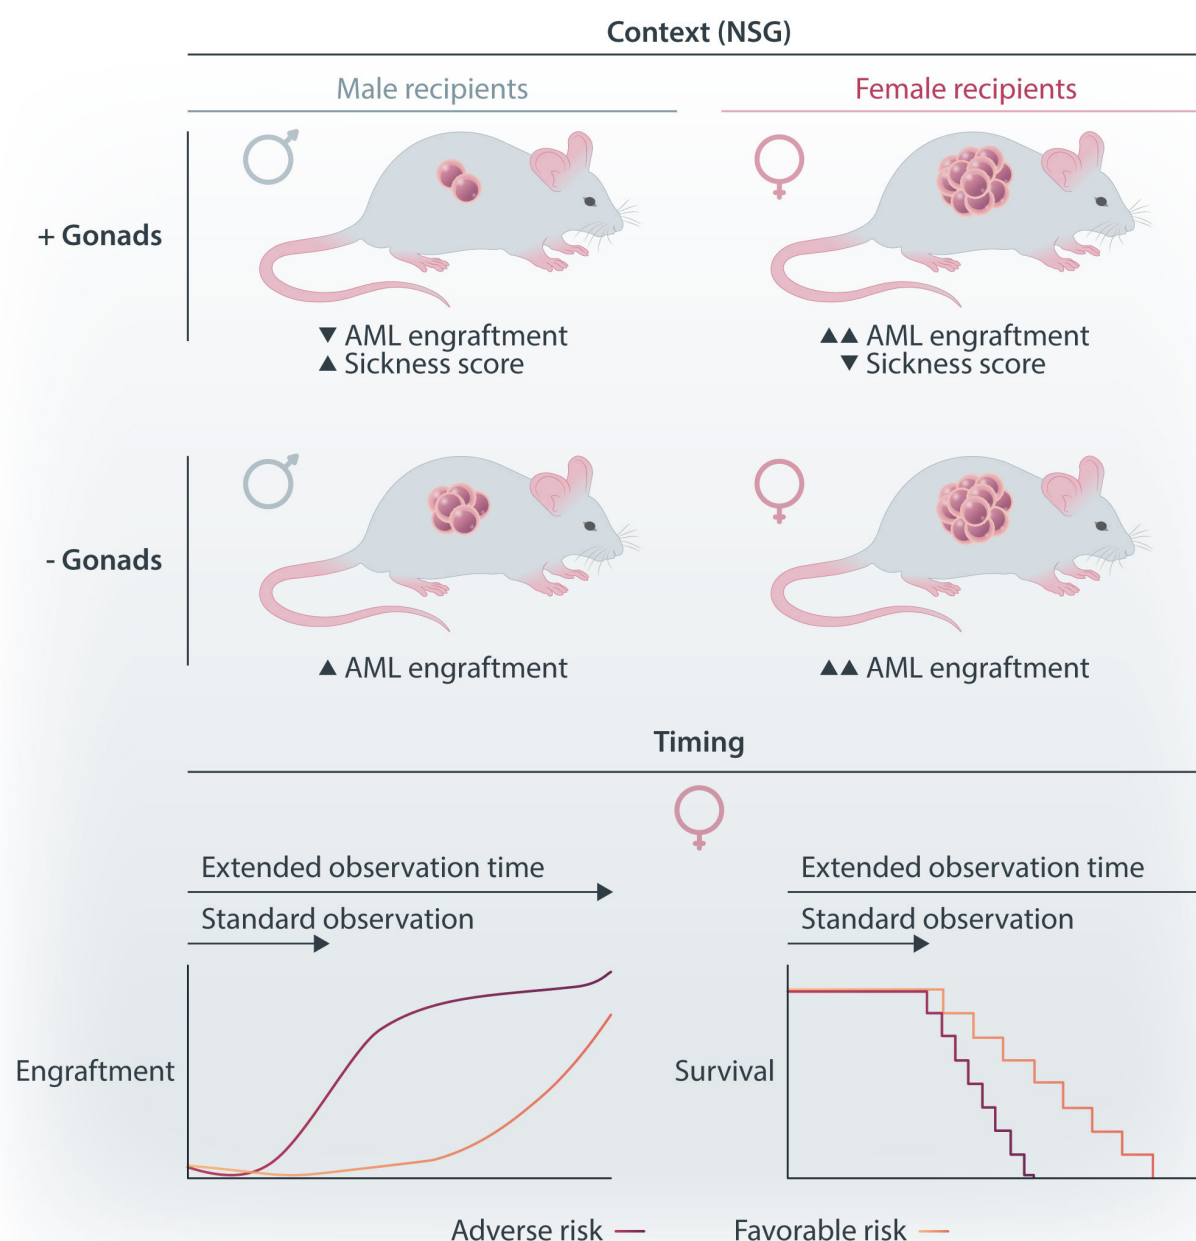 Context (NSG)
Male recipients
Female recipients
+ Gonads
▼ AML engraftment
▲ Sickness score
▲▲ AML engraftment
▼ Sickness score
- Gonads
▲ AML engraftment
▲▲ AML engraftment
Timing
Extended observation time
Standard observation
Engraftment
Extended observation time
Standard observation
Survival
Adverse risk
Favorable risk